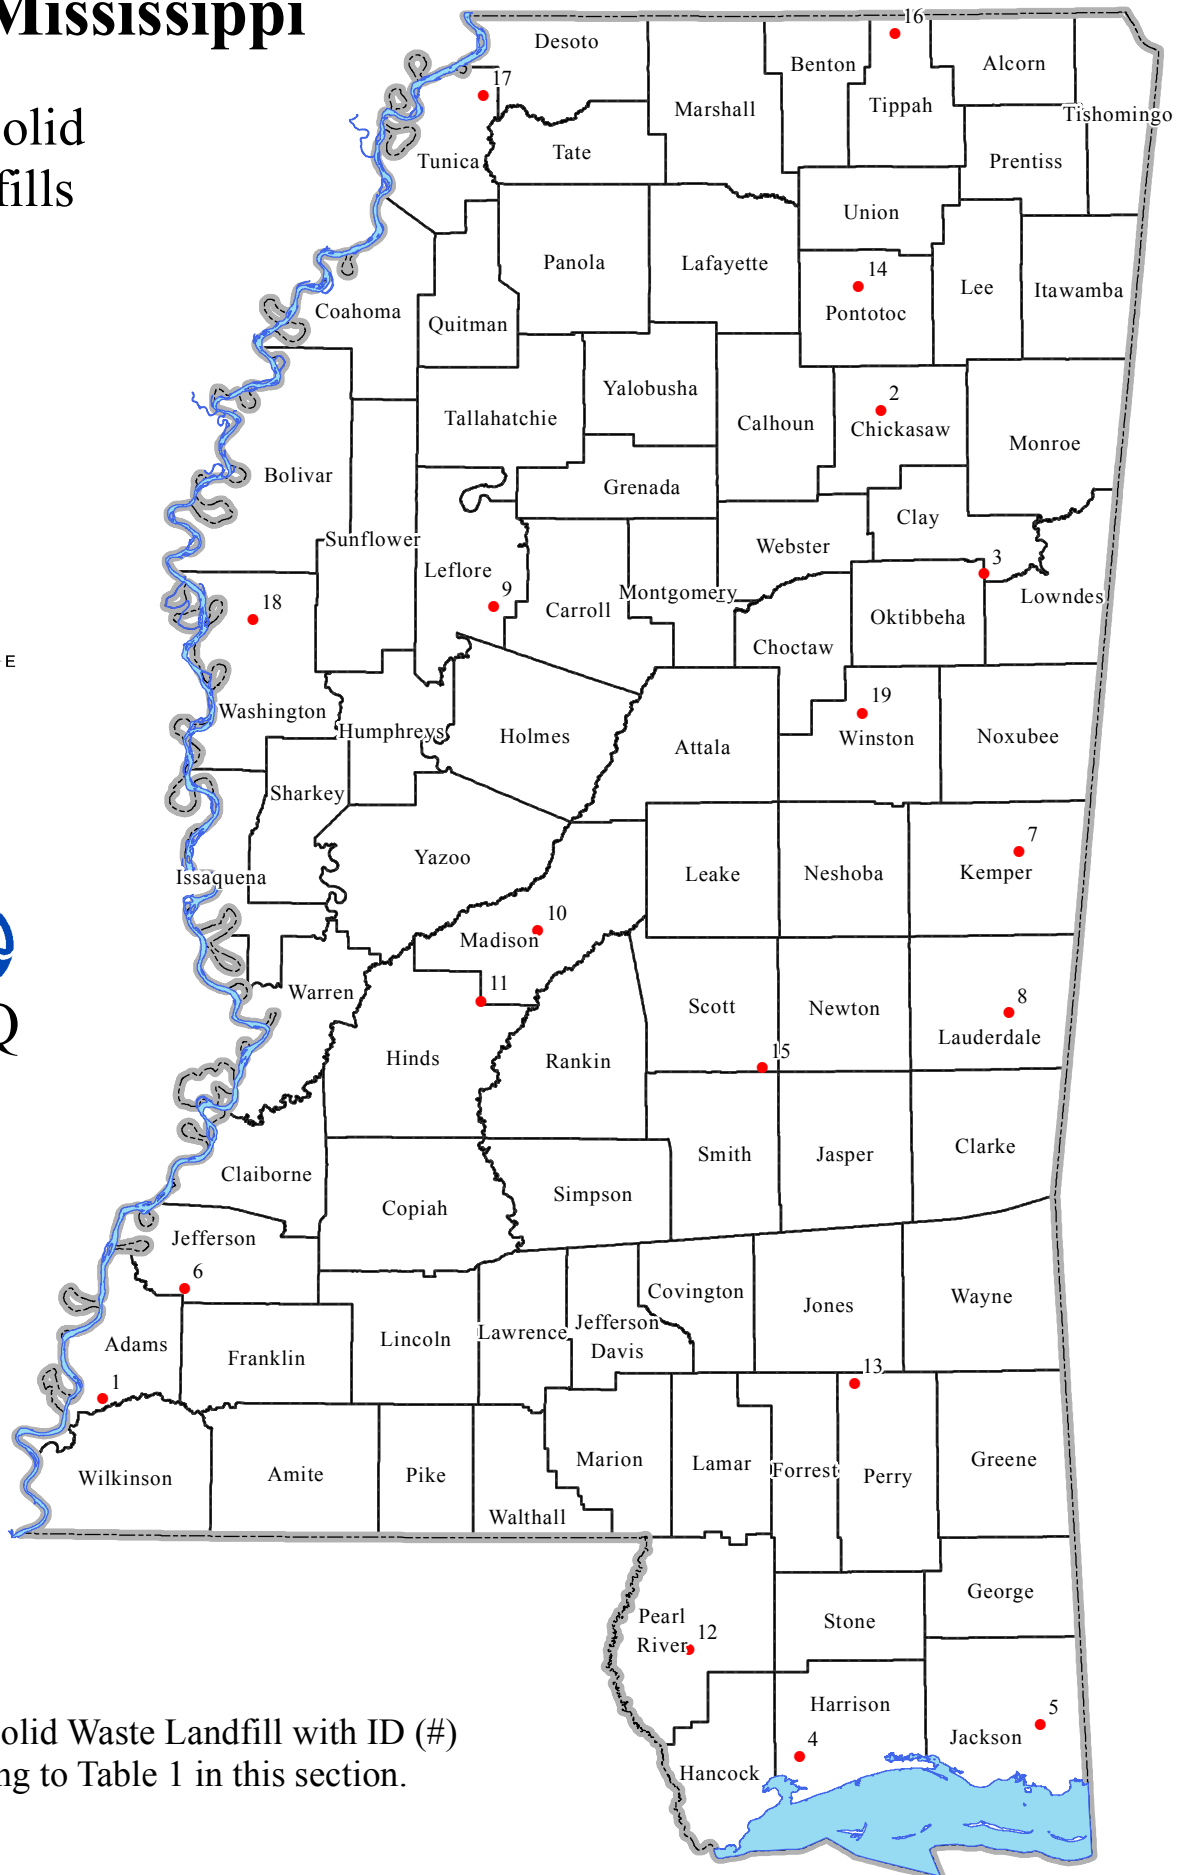 Mississippi
olid
fills
E
e
Q
16
Desoto
Benton
Alcorn
17
Marshall
Tippah
Tishomingo
Tunica
Tate
Prentiss
Union
Panola
Lafayette
14
Lee
Itawamba
Coahoma
Quitman
Pontotoc
Yalobusha
2
Tallahatchie
Calhoun
Chickasaw
Monroe
Bolivar
Grenada
Clay
Sunflower
Webster
3
Leflore
9
Montgomery
Lowndes
18
Carroll
Oktibbeha
Choctaw
19
Washington
Humphreys
Holmes
Attala
Winston
Noxubee
Sharkey
7
Yazoo
Leake
Neshoba
Kemper
Issaquena
10
Madison
11
Warren
Scott
Newton
8
Lauderdale
Hinds
Rankin
15
Claiborne
Smith
Jasper
Clarke
Copiah
Simpson
Jefferson
6
Covington
Jones
Wayne
Adams
Franklin
Lincoln
Lawrence
Jefferson
Davis
1
13
Wilkinson
Amite
Pike
Marion
Lamar
Forrest
Perry
Greene
Walthall
George
Pearl
River
12
Stone
Harrison
5
Jackson
4
Hancock
olid Waste Landfill with ID (#)
ng to Table 1 in this section.